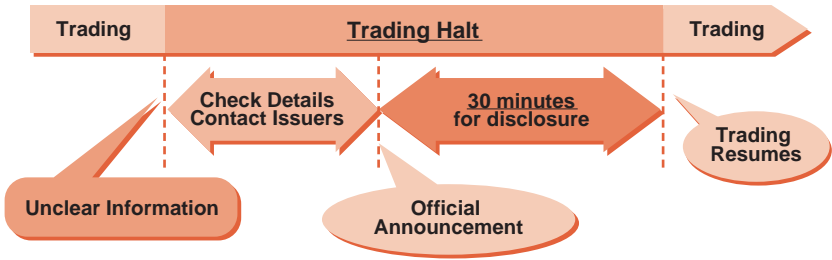 Trading
Trading Halt
Trading
Check Details
Contact Issuers
30 minutes
for disclosure
Trading
Resumes
Unclear Information
Official
Announcement